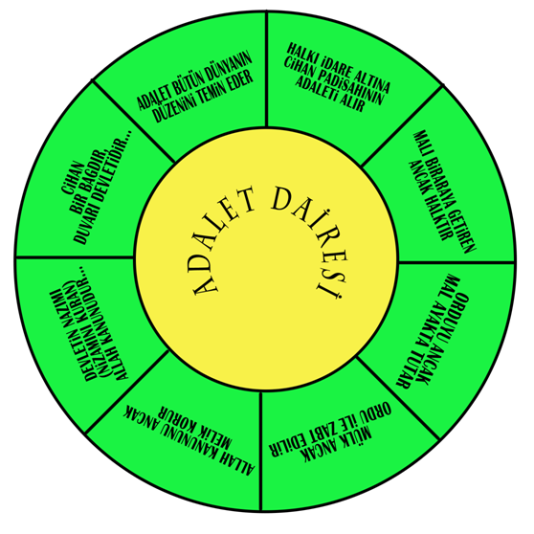 ADALET DAİRESİ
ADALET BÜTÜN DÜNYANIN
DÜZENİNİ TEMİN EDER
CİHAN
BİR BAĞDIR,
DUVARI DEVLETİDİR...
DEVLETİN NAZIMI
(NİZAMINI KURAN)
ALLAH KANUNUDUR...
ALLAH KANUNUNU ANCAK
MELİK KORUR
MÜLK ANCAK
ORDU İLE ZABT EDİLİR
ORDUYU ANCAK
MAL AYAKTA TUTAR
MALI BİRARAYA GETİREN
ANCAK HALKTIR
HALKI İDARE ALTINA
CİHAN PADİSAHININ
ADALETİ ALIR